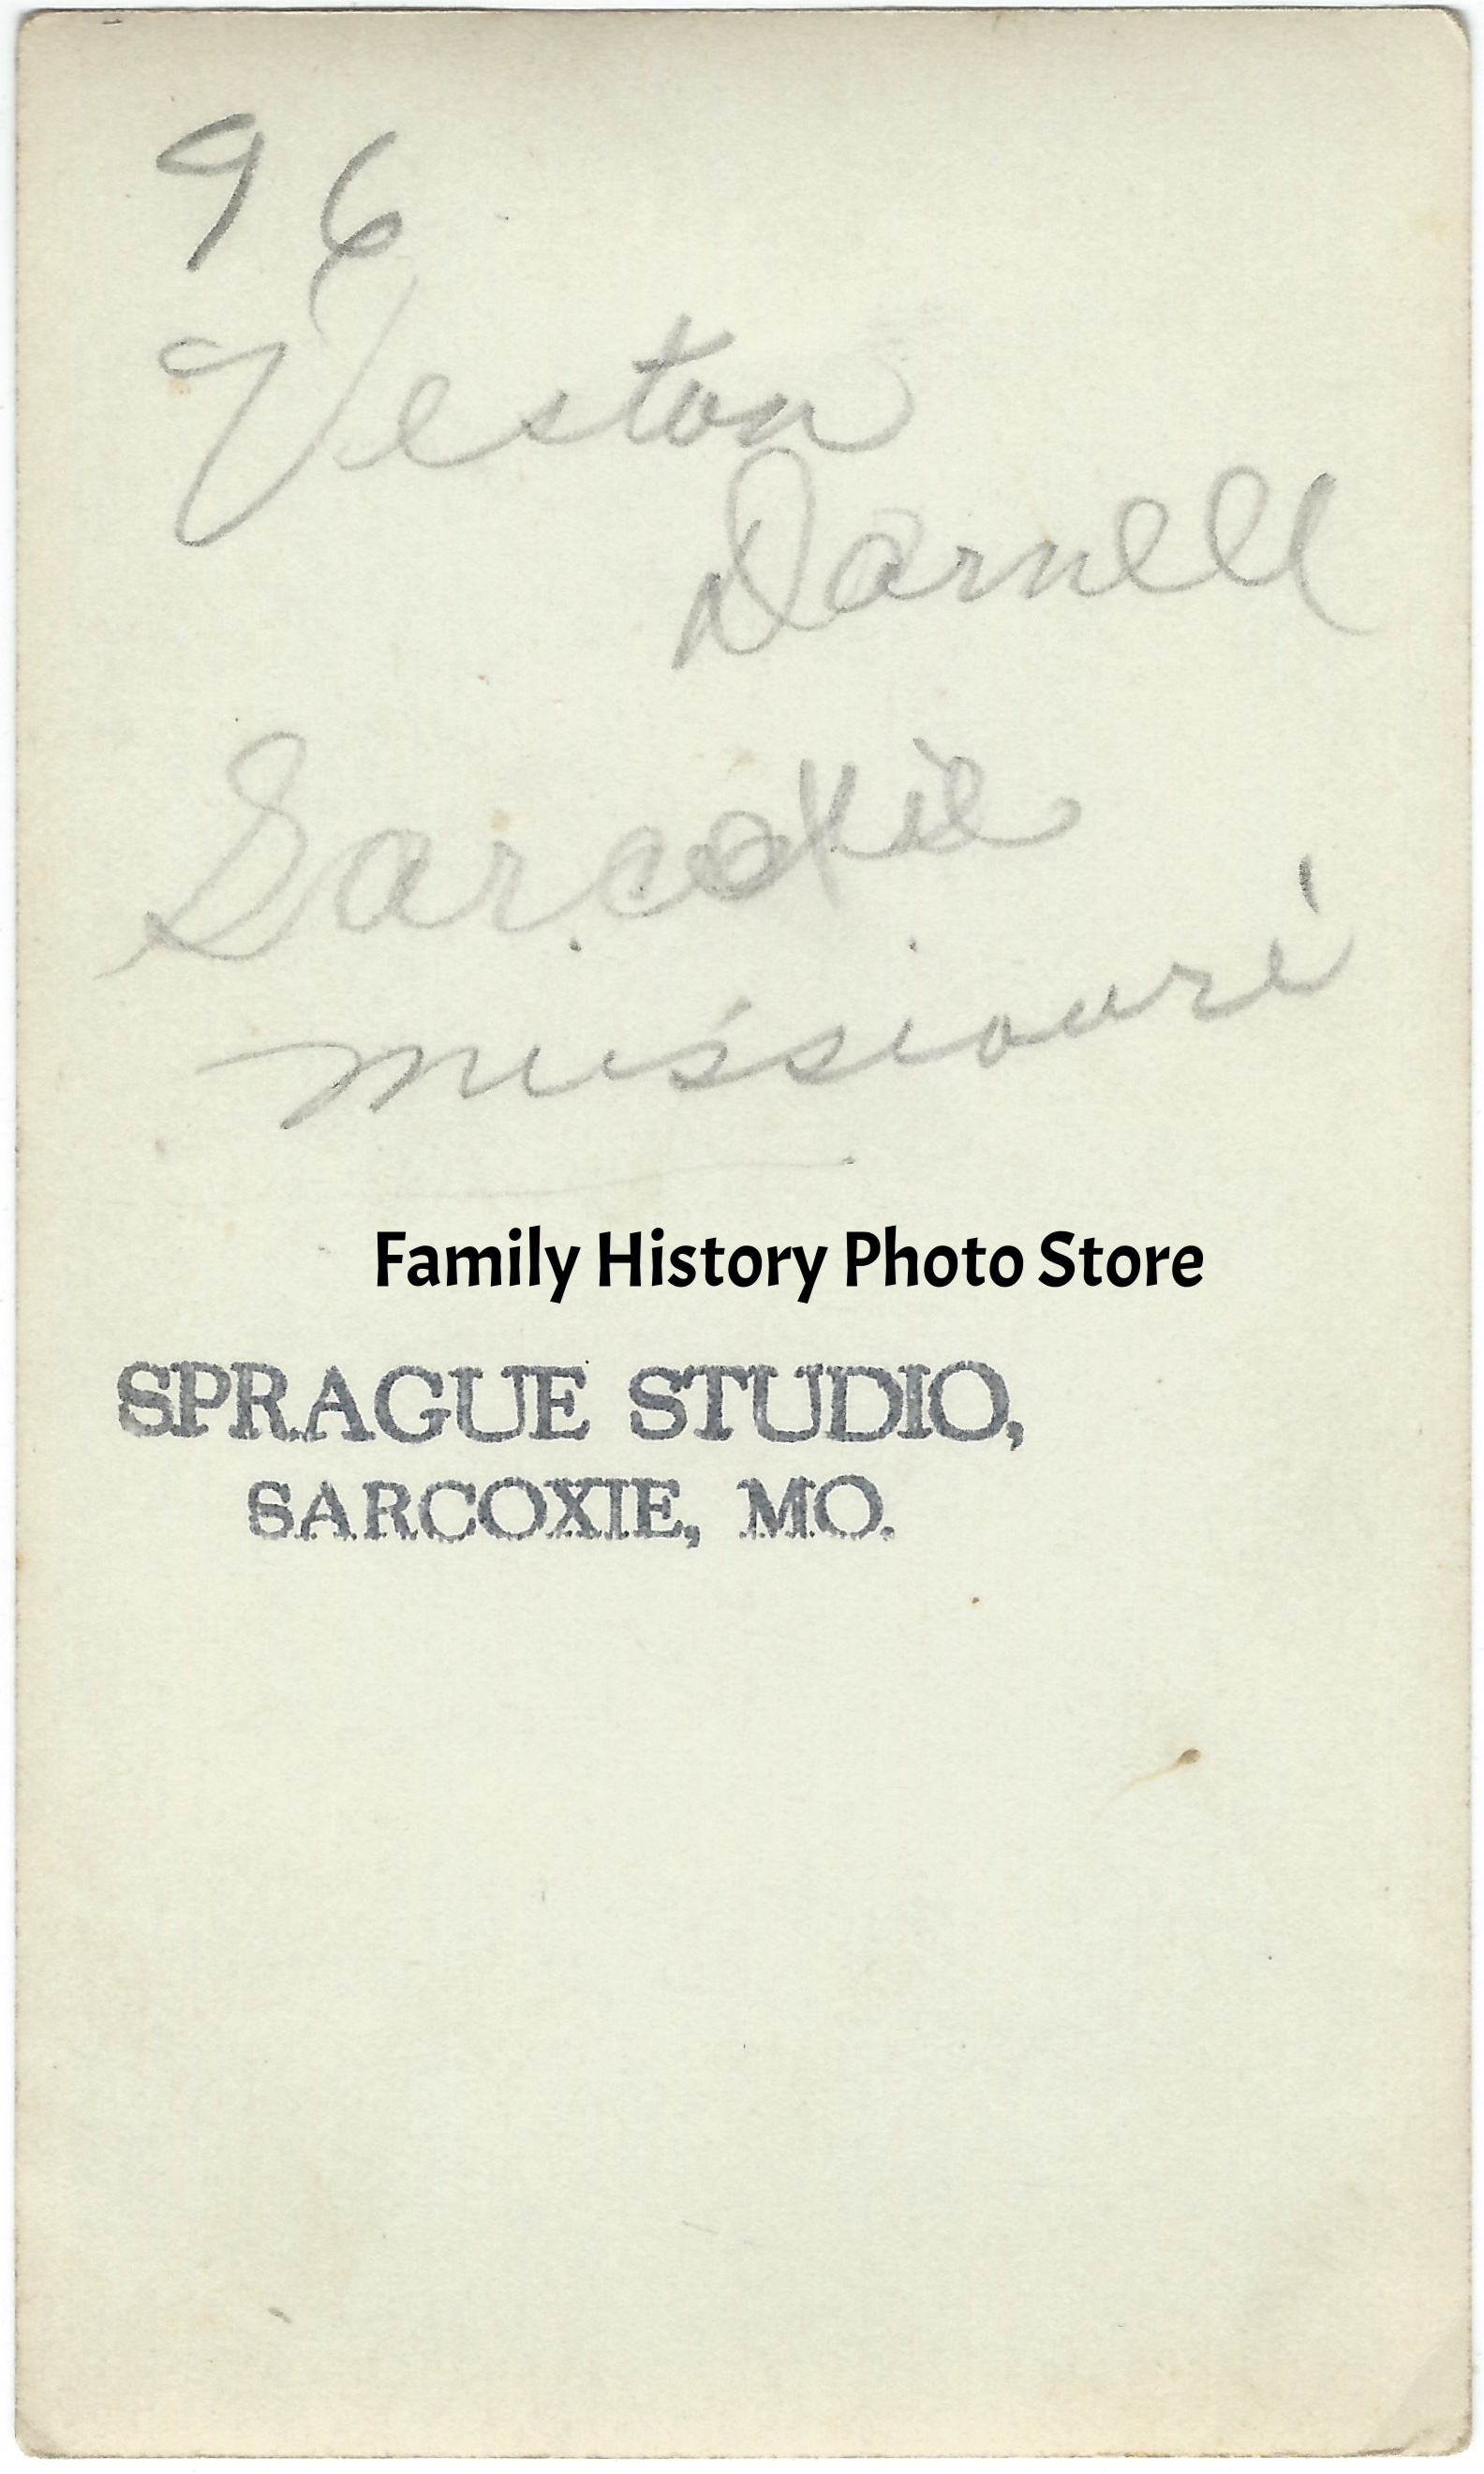 96
Veston
Darnell
Sarcoxie
Missouri
Family History Photo Store
SPRAGUE STUDIO,
SARCOXIE, MO.